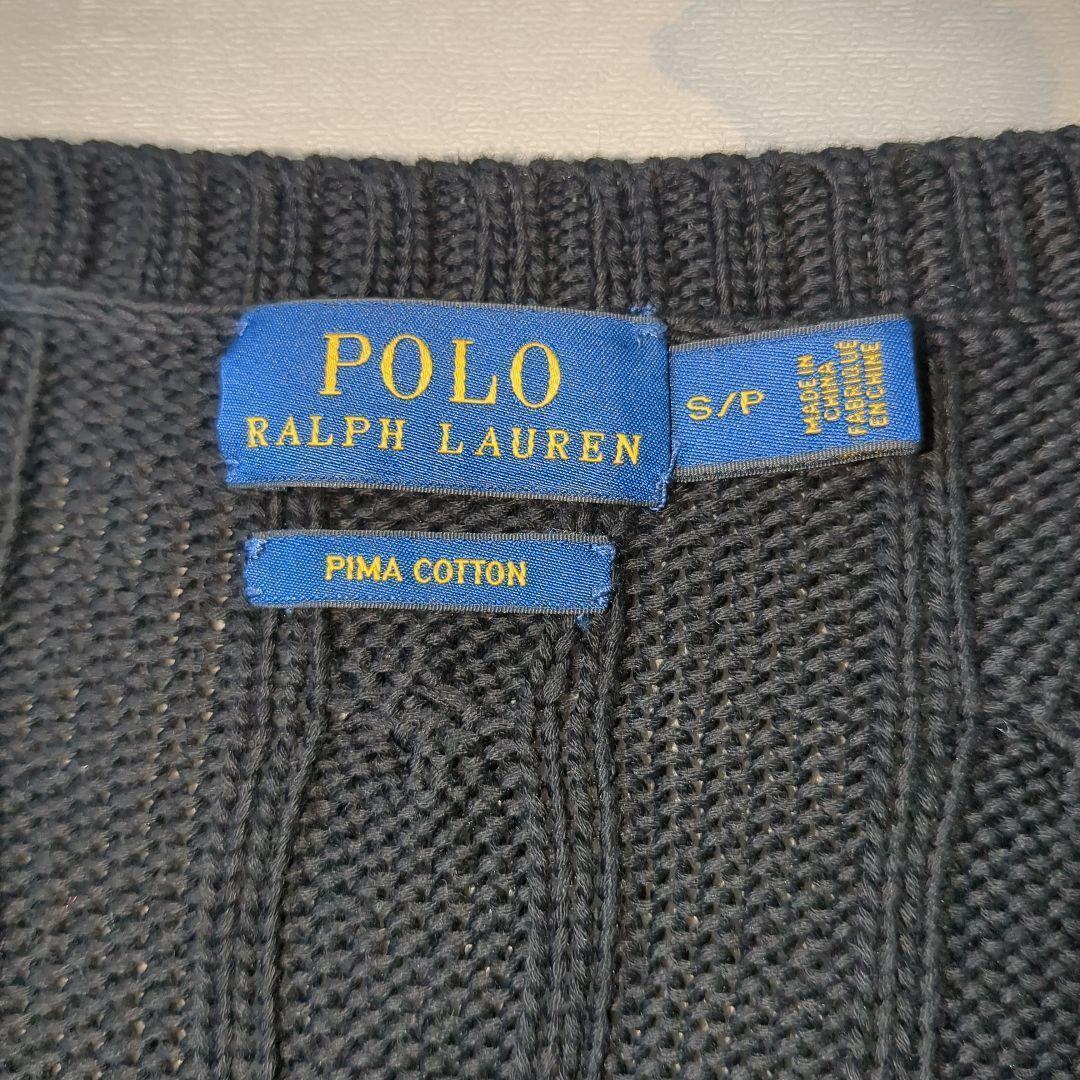 POLO
RALPH LAUREN
S/P
MADE IN
CHINA
FABRIQUE
EN CHINE
PIMA COTTON